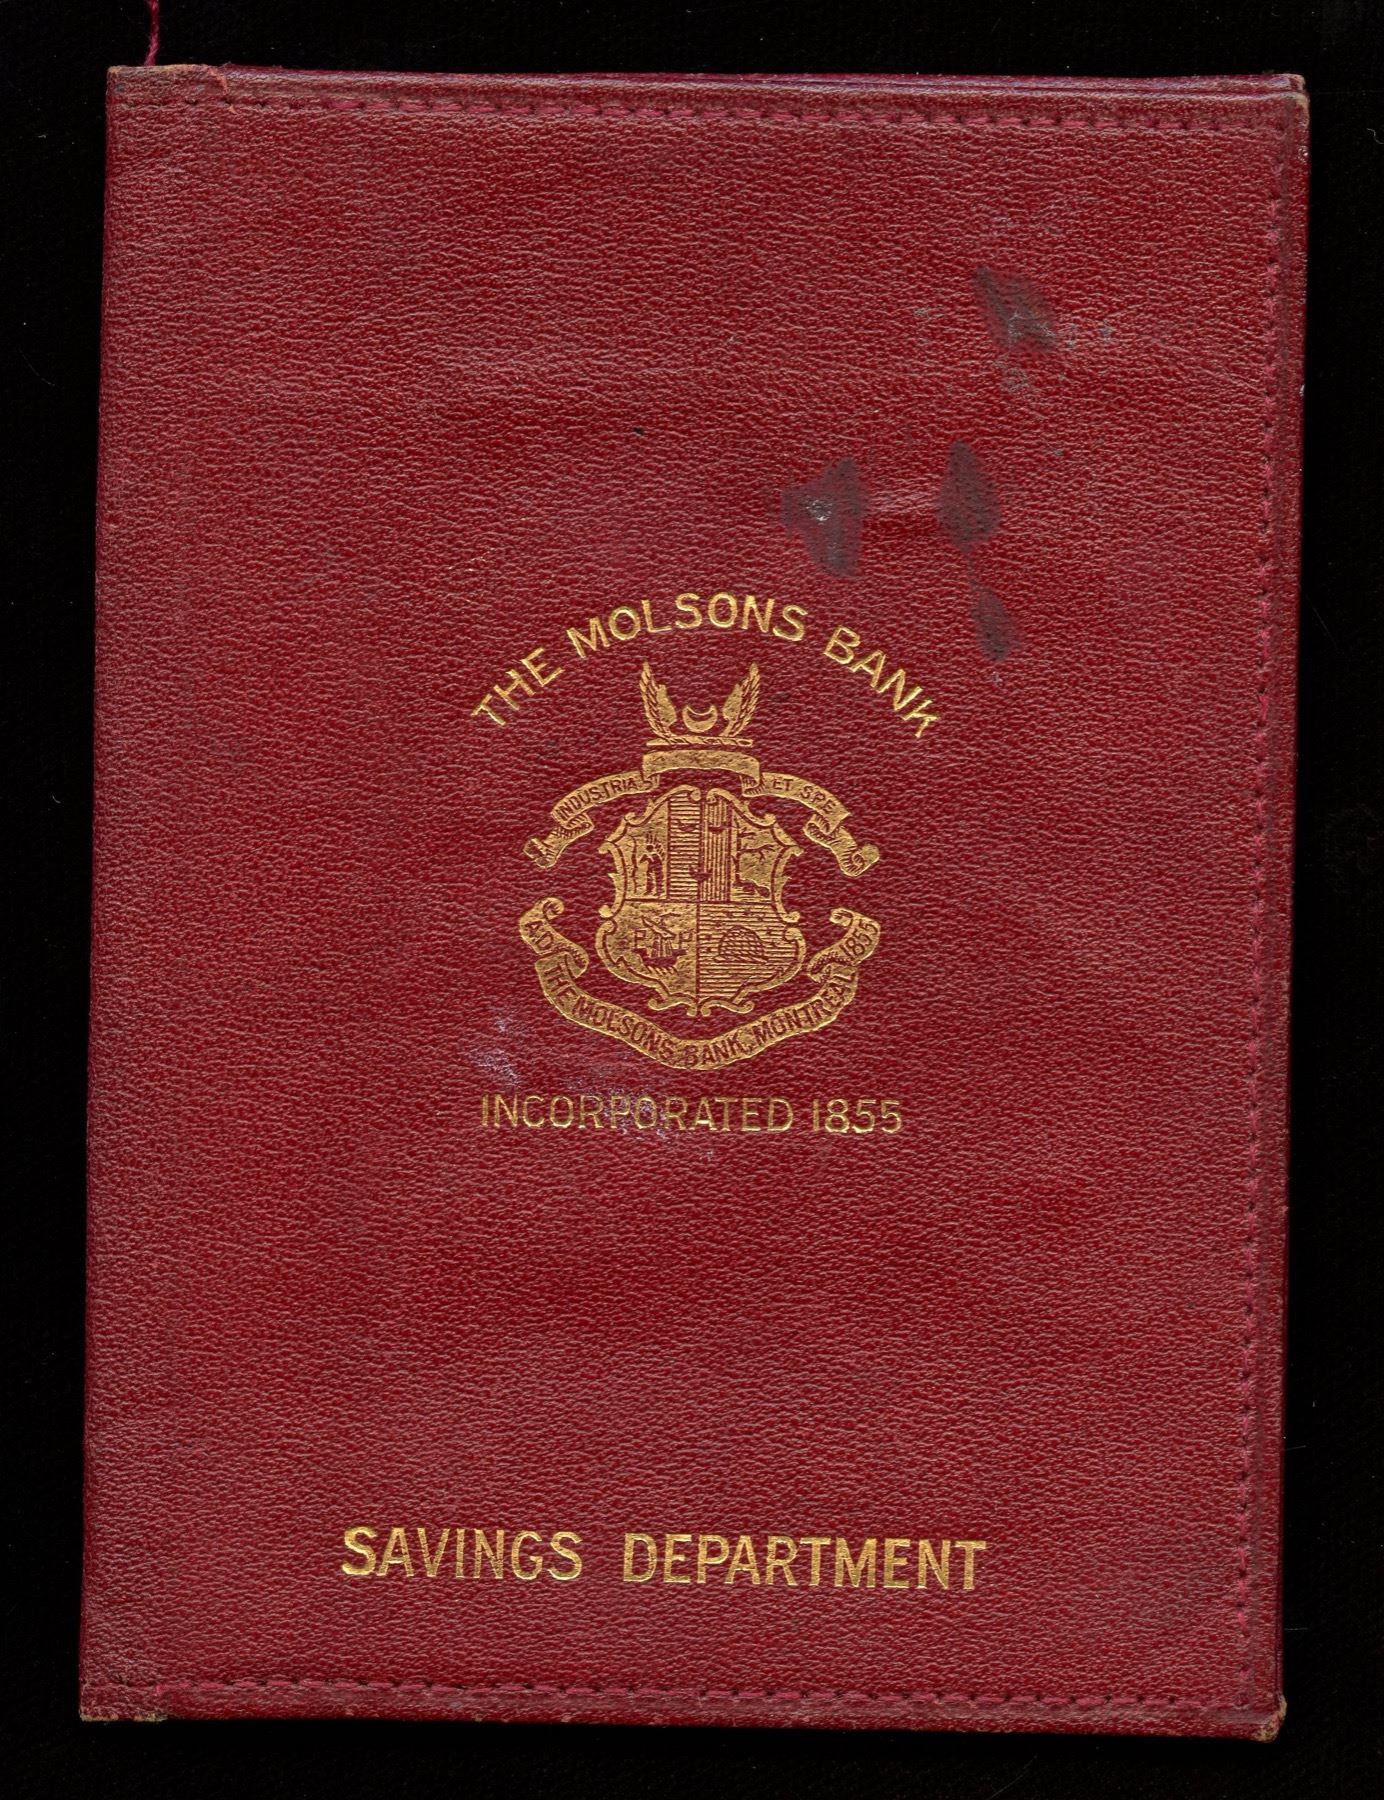 THE MOLSONS BANK
INDUSTRIA ET SPE
A.D. THE MOLSONS BANK, MONTREAL 1855
INCORPORATED 1855
SAVINGS DEPARTMENT